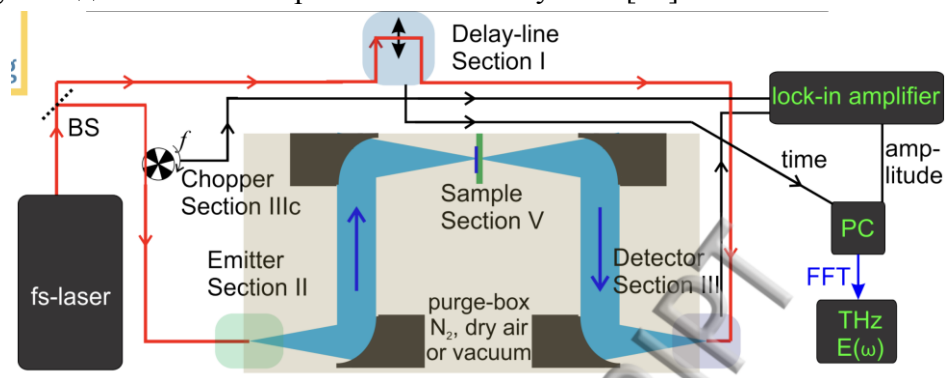 Delay-line
Section I
lock-in amplifier
BS
f
time
amp-
litude
Chopper
Section IIIc
Sample
Section V
PC
Emitter
Section II
Detector
Section III
FFT
fs-laser
purge-box
N₂, dry air
or vacuum
THz
E(ω)